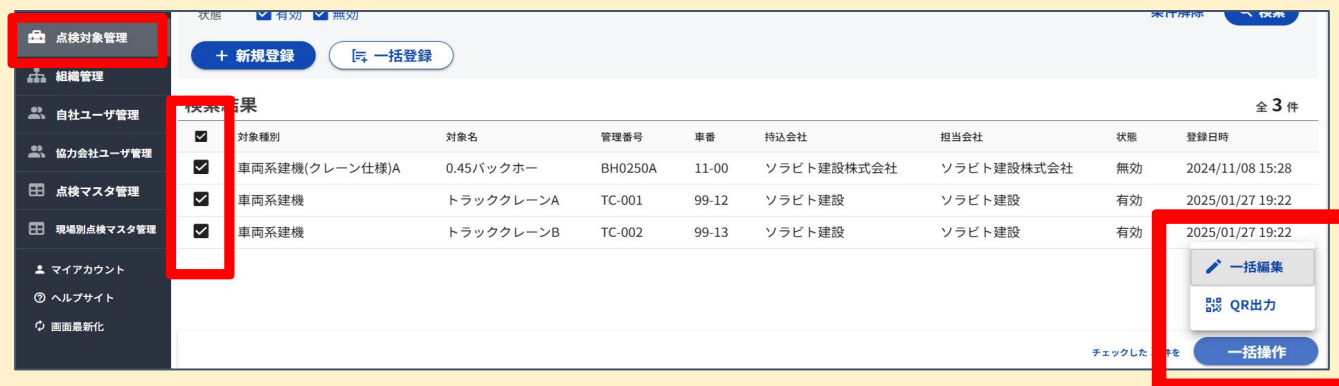 状態 有効 無効 条件解除 検索
点検対象管理
+ 新規登録 一括登録
組織管理
検索結果 全 3 件
自社ユーザ管理
対象種別 対象名 管理番号 車番 持込会社 担当会社 状態 登録日時
協力会社ユーザ管理
車両系建機(クレーン仕様)A 0.45バックホー BH0250A 11-00 ソラビト建設株式会社 ソラビト建設株式会社 無効 2024/11/08 15:28
点検マスタ管理
車両系建機 トラッククレーンA TC-001 99-12 ソラビト建設 ソラビト建設 有効 2025/01/27 19:22
現場別点検マスタ管理
車両系建機 トラッククレーンB TC-002 99-13 ソラビト建設 ソラビト建設 有効 2025/01/27 19:22
マイアカウント
一括編集
ヘルプサイト
QR出力
画面最新化
チェックした 件を 一括操作